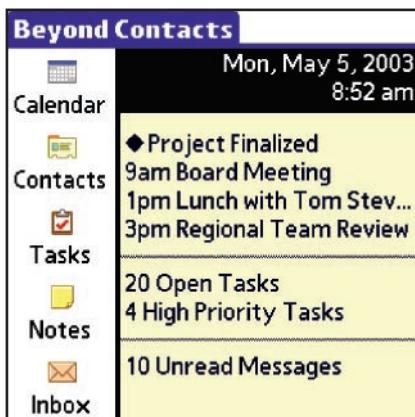 Beyond Contacts
Mon, May 5, 2003
8:52 am
Calendar
Contacts
Tasks
Notes
Inbox
◆ Project Finalized
9am Board Meeting
1pm Lunch with Tom Stev...
3pm Regional Team Review
20 Open Tasks
4 High Priority Tasks
10 Unread Messages